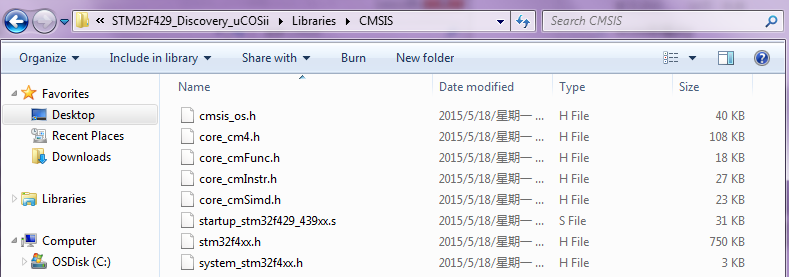 « STM32F429_Discovery_uCOSii ▸ Libraries ▸ CMSIS
Search CMSIS
Organize ▾ Include in library ▾ Share with ▾ Burn New folder
Name Date modified Type Size
Favorites
Desktop
Recent Places
Downloads
Libraries
Computer
OSDisk (C:)
cmsis_os.h 2015/5/18/星期一 ... H File 40 KB
core_cm4.h 2015/5/18/星期一 ... H File 108 KB
core_cmFunc.h 2015/5/18/星期一 ... H File 18 KB
core_cmInstr.h 2015/5/18/星期一 ... H File 27 KB
core_cmSimd.h 2015/5/18/星期一 ... H File 23 KB
startup_stm32f429_439xx.s 2015/5/18/星期一 ... S File 31 KB
stm32f4xx.h 2015/5/18/星期一 ... H File 750 KB
system_stm32f4xx.h 2015/5/18/星期一 ... H File 3 KB